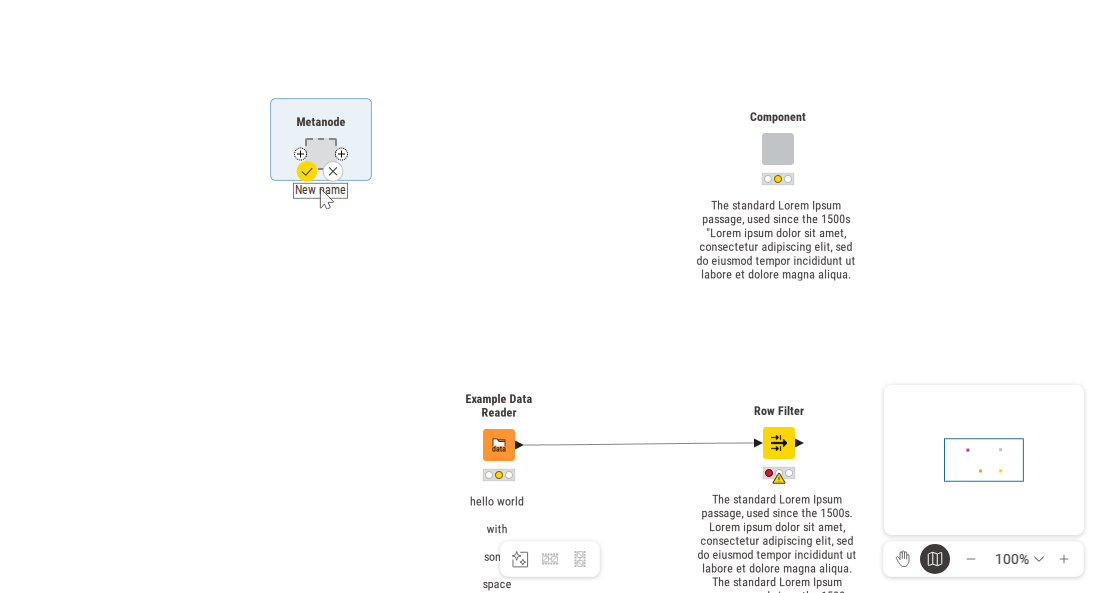 Metanode
New name
Component
The standard Lorem Ipsum
passage, used since the 1500s
"Lorem ipsum dolor sit amet,
consectetur adipiscing elit, sed
do eiusmod tempor incididunt ut
labore et dolore magna aliqua.
Example Data
Reader
data
hello world
with
space
Row Filter
The standard Lorem Ipsum
passage, used since the 1500s.
Lorem ipsum dolor sit amet,
consectetur adipiscing elit, sed
do eiusmod tempor incididunt ut
labore et dolore magna aliqua.
The standard Lorem Ipsum
100%